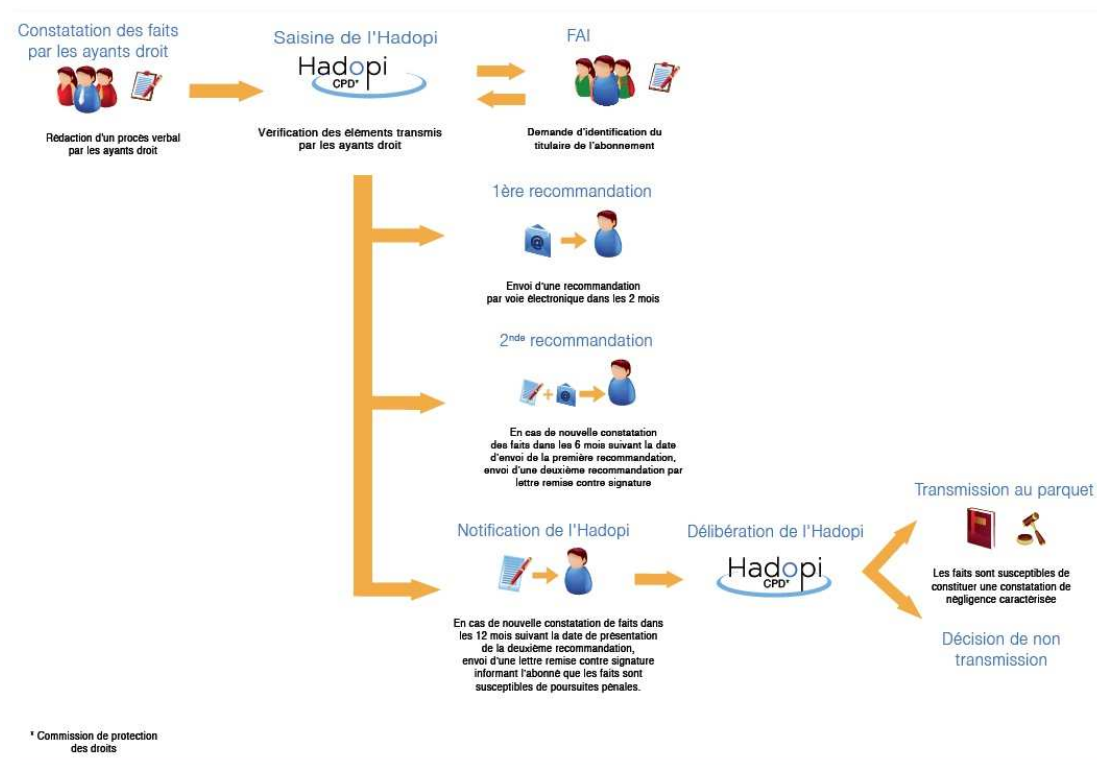 Constatation des faits
par les ayants droit
Rédaction d'un procès verbal
par les ayants droit
Saisine de l'Hadopi
Hadopi
CPD*
Vérification des éléments transmis
par les ayants droit
FAI
Demande d'identification du
titulaire de l'abonnement
1ère recommandation
@
Envoi d'une recommandation
par voie électronique dans les 2 mois
2nde recommandation
+ @
En cas de nouvelle constatation
des faits dans les 6 mois suivant la date
d'envoi de la première recommandation,
envoi d'une deuxième recommandation par
lettre remise contre signature
Notification de l'Hadopi
En cas de nouvelle constatation de faits dans
les 12 mois suivant la date de présentation
de la deuxième recommandation,
envoi d'une lettre remise contre signature
informant l'abonné que les faits sont
susceptibles de poursuites pénales.
Délibération de l'Hadopi
Hadopi
CPD*
Transmission au parquet
Les faits sont susceptibles de
constituer une constatation de
négligence caractérisée
Décision de non
transmission
* Commission de protection
des droits